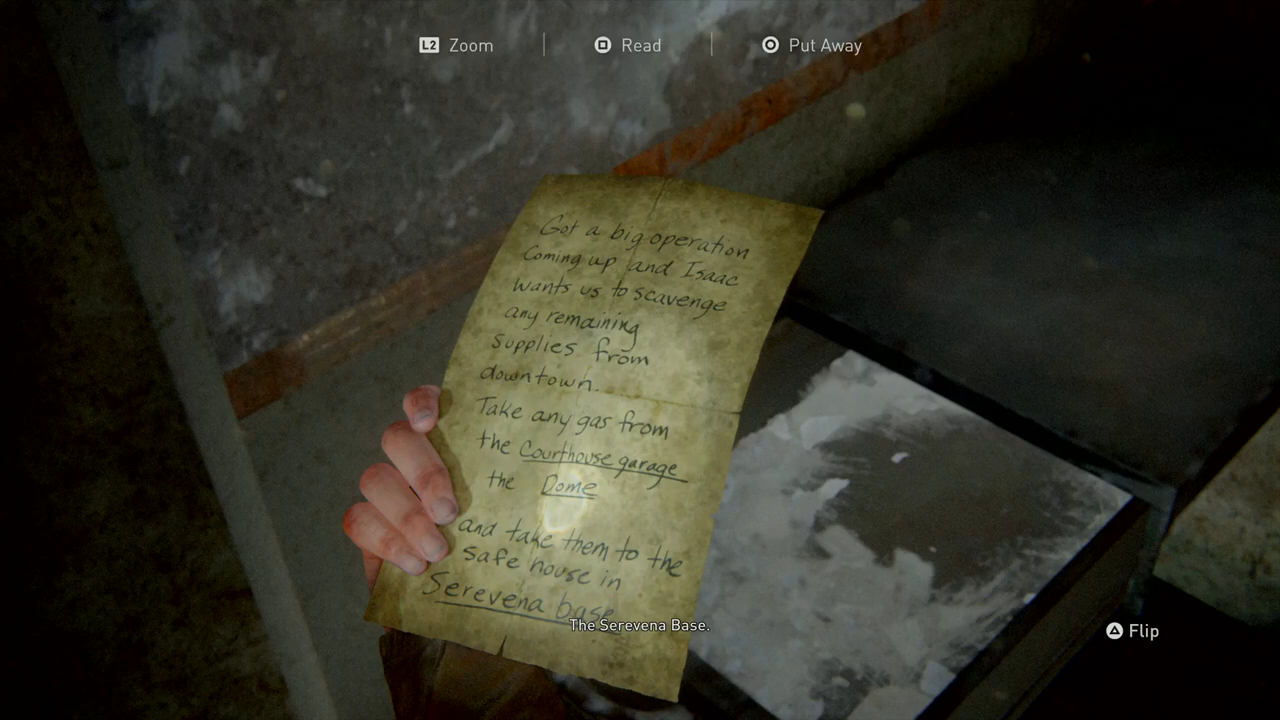 L2 Zoom
Read
Put Away
Got a big operation
Coming up and Isaac
wants us to scavenge
any remaining
supplies from
downtown.
Take any gas from
the Courthouse garage
the Dome
and take them to the
safe house in
Serevena base
The Serevena Base.
Flip